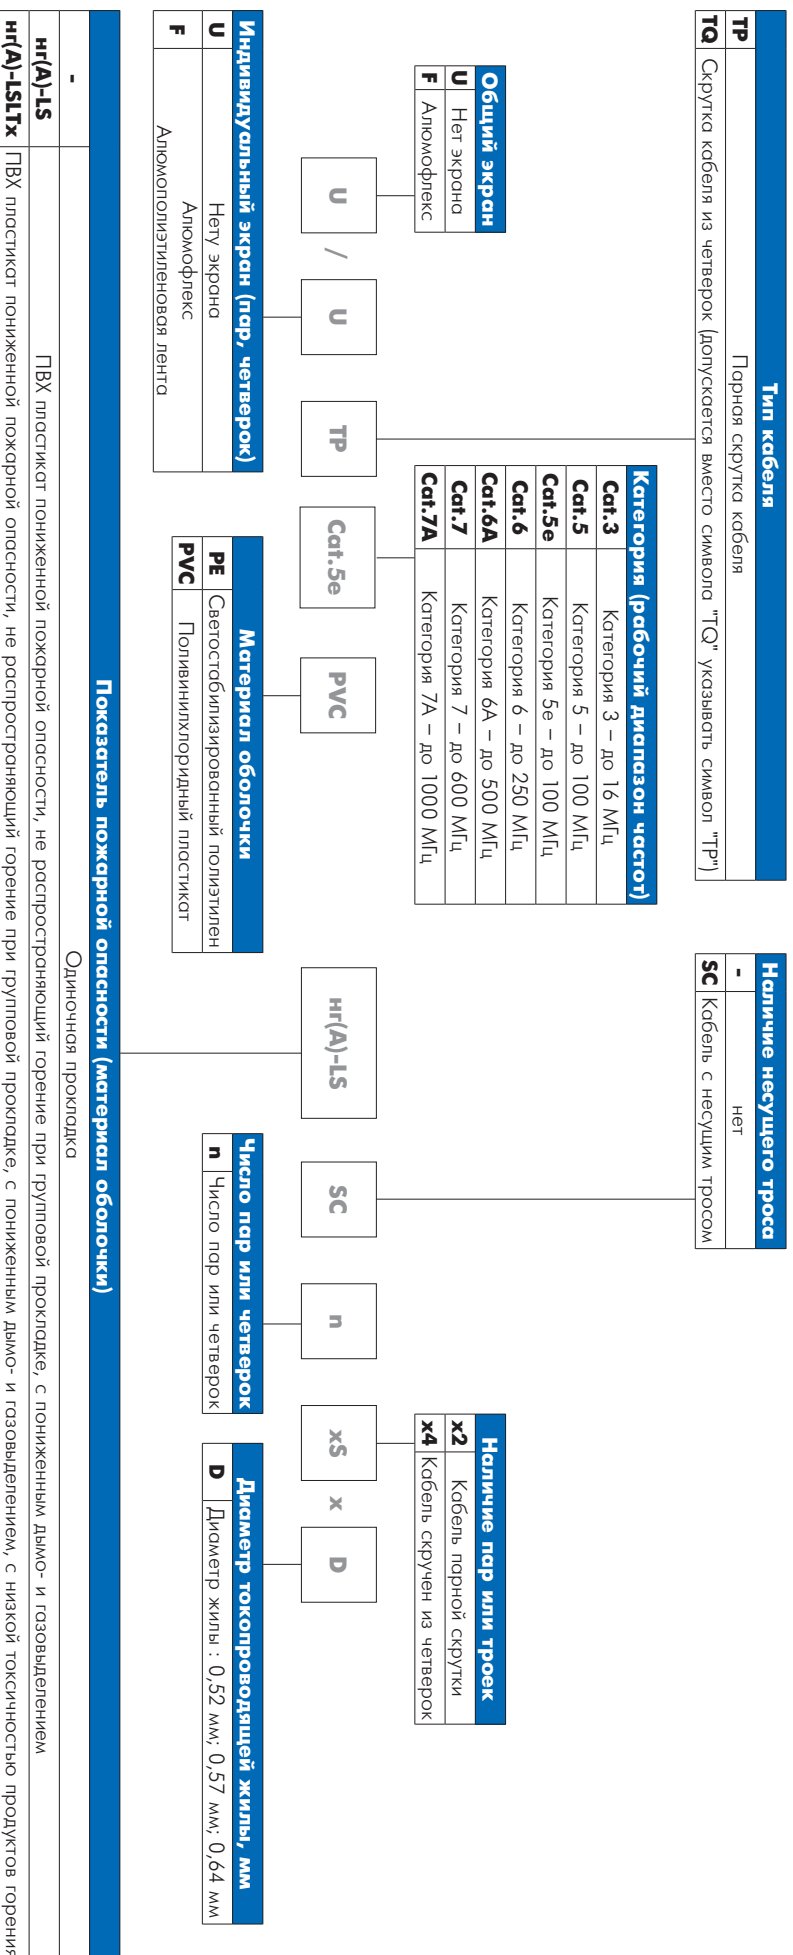 Тип кабеля
TP Парная скрутка кабеля
TQ Скрутка кабеля из четверок (допускается вместо символа "TQ" указывать символ "TP")
Наличие несущего троса
- нет
SC Кабель с несущим тросом
Категория (рабочий диапазон частот)
Cat.3 Категория 3 – до 16 МГц
Cat.5 Категория 5 – до 100 МГц
Cat.5e Категория 5е – до 100 МГц
Cat.6 Категория 6 – до 250 МГц
Cat.6A Категория 6А – до 500 МГц
Cat.7 Категория 7 – до 600 МГц
Cat.7A Категория 7А – до 1000 МГц
Общий экран
U Нет экрана
F Алюмофлекс
Наличие пар или троек
x2 Кабель парной скрутки
x4 Кабель скручен из четверок
U / U TP Cat.5e PVC нг(А)-LS SC n xS x D
Индивидуальный экран (пар, четверок)
U Нету экрана
F Алюмофлекс
Алюмополиэтиленовая лента
Материал оболочки
PE Светостабилизированный полиэтилен
PVC Поливинилхлоридный пластикат
Число пар или четверок
n Число пар или четверок
Диаметр токопроводящей жилы, мм
D Диаметр жилы : 0,52 мм; 0,57 мм; 0,64 мм
Показатель пожарной опасности (материал оболочки)
- Одиночная прокладка
нг(А)-LS ПВХ пластикат пониженной пожарной опасности, не распространяющий горение при групповой прокладке, с пониженным дымо- и газовыделением
нг(А)-LSLTx ПВХ пластикат пониженной пожарной опасности, не распространяющий горение при групповой прокладке, с пониженным дымо- и газовыделением, с низкой токсичностью продуктов горения